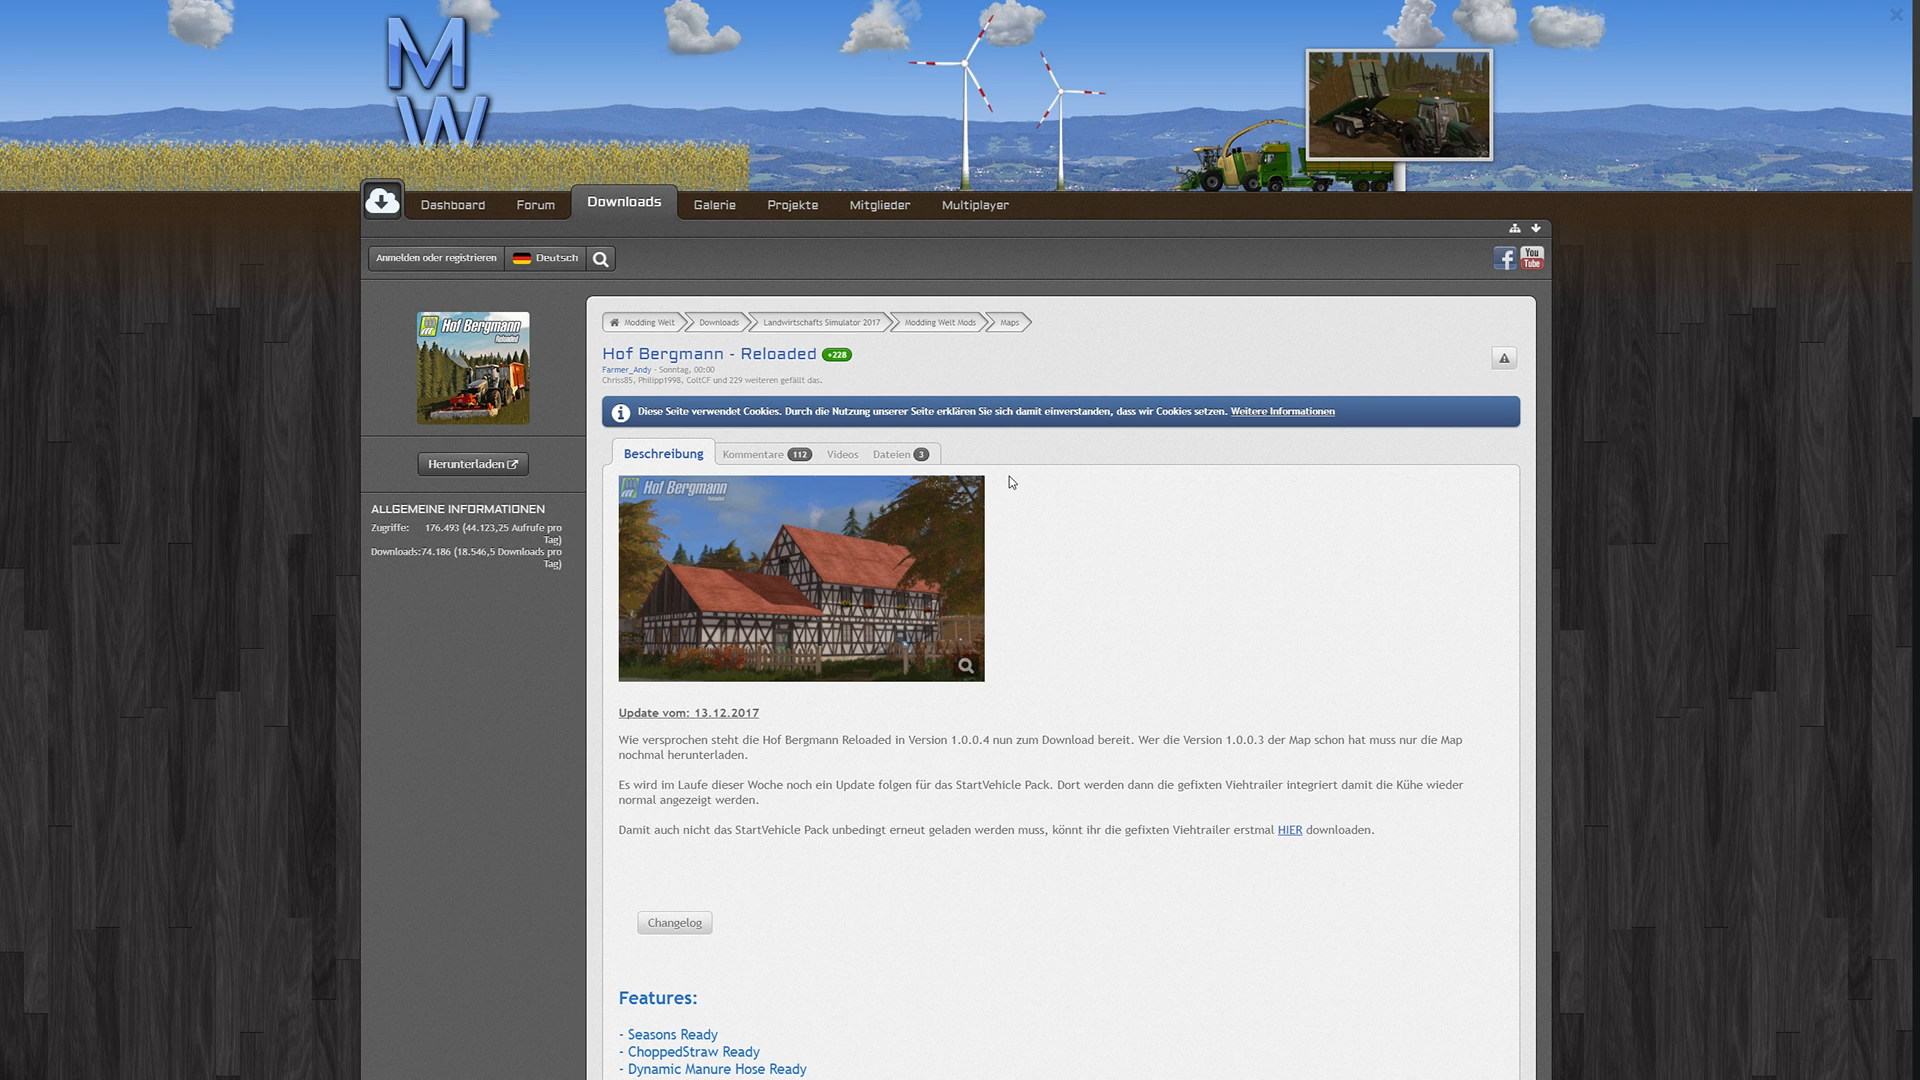 M
W
Dashboard Forum Downloads Galerie Projekte Mitglieder Multiplayer
Anmelden oder registrieren Deutsch
You
Tube
Hof Bergmann
Reloaded
Modding Welt Downloads Landwirtschafts Simulator 2017 Modding Welt Mods Maps
Hof Bergmann - Reloaded +228
Farmer_Andy - Sonntag, 00:00
Chriss85, Philipp1998, ColtCF und 229 weiteren gefällt das.
Diese Seite verwendet Cookies. Durch die Nutzung unserer Seite erklären Sie sich damit einverstanden, dass wir Cookies setzen. Weitere Informationen
Herunterladen
ALLGEMEINE INFORMATIONEN
Zugriffe: 176.493 (44.123,25 Aufrufe pro
Tag)
Downloads:74.186 (18.546,5 Downloads pro
Tag)
Beschreibung Kommentare 112 Videos Dateien 3
Hof Bergmann
Reloaded
Update vom: 13.12.2017
Wie versprochen steht die Hof Bergmann Reloaded in Version 1.0.0.4 nun zum Download bereit. Wer die Version 1.0.0.3 der Map schon hat muss nur die Map
nochmal herunterladen.
Es wird im Laufe dieser Woche noch ein Update folgen für das StartVehicle Pack. Dort werden dann die gefixten Viehtrailer integriert damit die Kühe wieder
normal angezeigt werden.
Damit auch nicht das StartVehicle Pack unbedingt erneut geladen werden muss, könnt ihr die gefixten Viehtrailer erstmal HIER downloaden.
Changelog
Features:
- Seasons Ready
- ChoppedStraw Ready
- Dynamic Manure Hose Ready